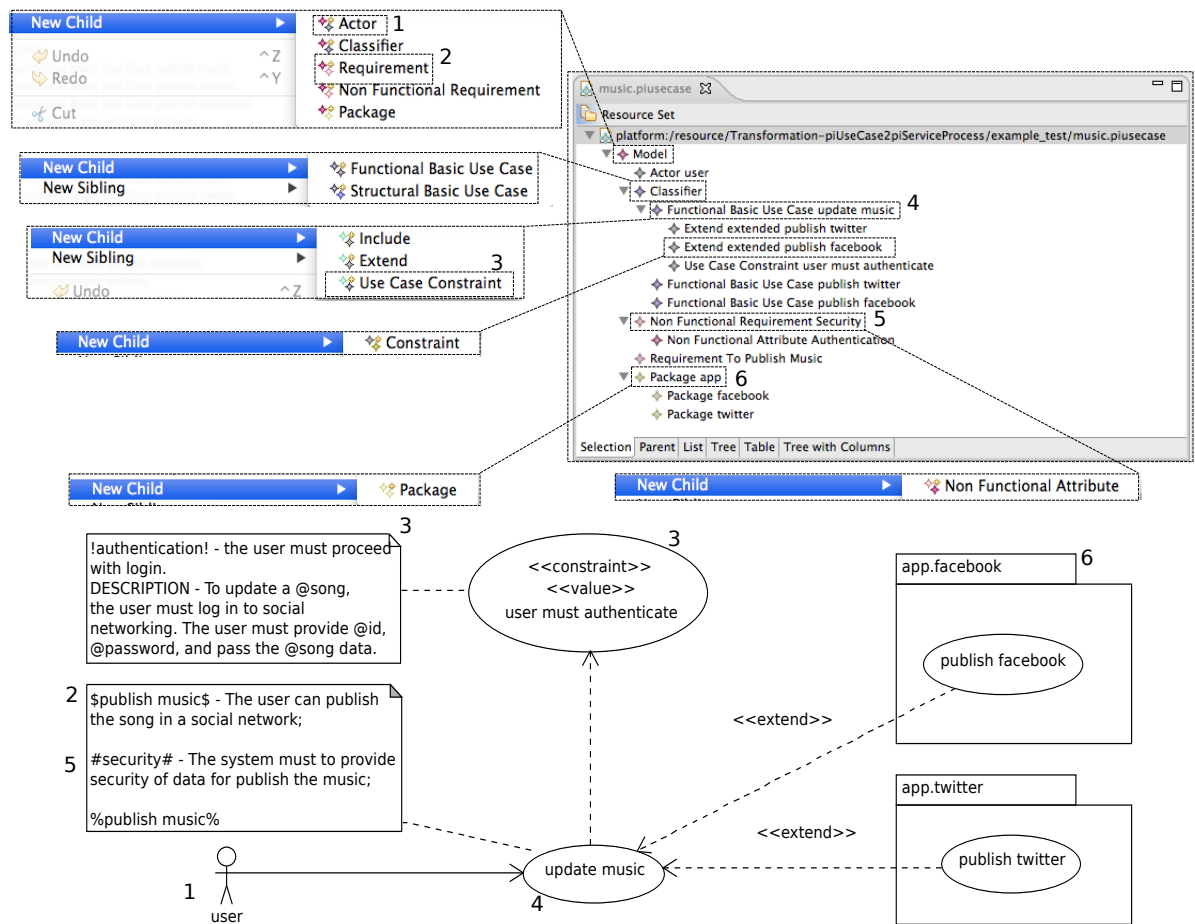 New Child
Undo ^Z
Redo ^Y
Cut
Actor
1
Classifier
2
Requirement
Non Functional Requirement
Package
New Child
New Sibling
Functional Basic Use Case
Structural Basic Use Case
New Child
New Sibling
Undo ^Z
Include
Extend
3
Use Case Constraint
New Child
Constraint
music.piusecase
Resource Set
platform:/resource/Transformation-piUseCase2piServiceProcess/example_test/music.piusecase
Model
Actor user
Classifier
Functional Basic Use Case update music
4
Extend extended publish twitter
Extend extended publish facebook
Use Case Constraint user must authenticate
Functional Basic Use Case publish twitter
Functional Basic Use Case publish facebook
Non Functional Requirement Security
5
Non Functional Attribute Authentication
Requirement To Publish Music
Package app
6
Package facebook
Package twitter
Selection Parent List Tree Table Tree with Columns
New Child
Package
New Child
Non Functional Attribute
3
!authentication! - the user must proceed
with login.
DESCRIPTION - To update a @song,
the user must log in to social
networking. The user must provide @id,
@password, and pass the @song data.
3
<<constraint>>
<<value>>
user must authenticate
6
app.facebook
publish facebook
2
$publish music$ - The user can publish
the song in a social network;
5
#security# - The system must to provide
security of data for publish the music;
%publish music%
<<extend>>
app.twitter
<<extend>>
publish twitter
update music
4
1
user